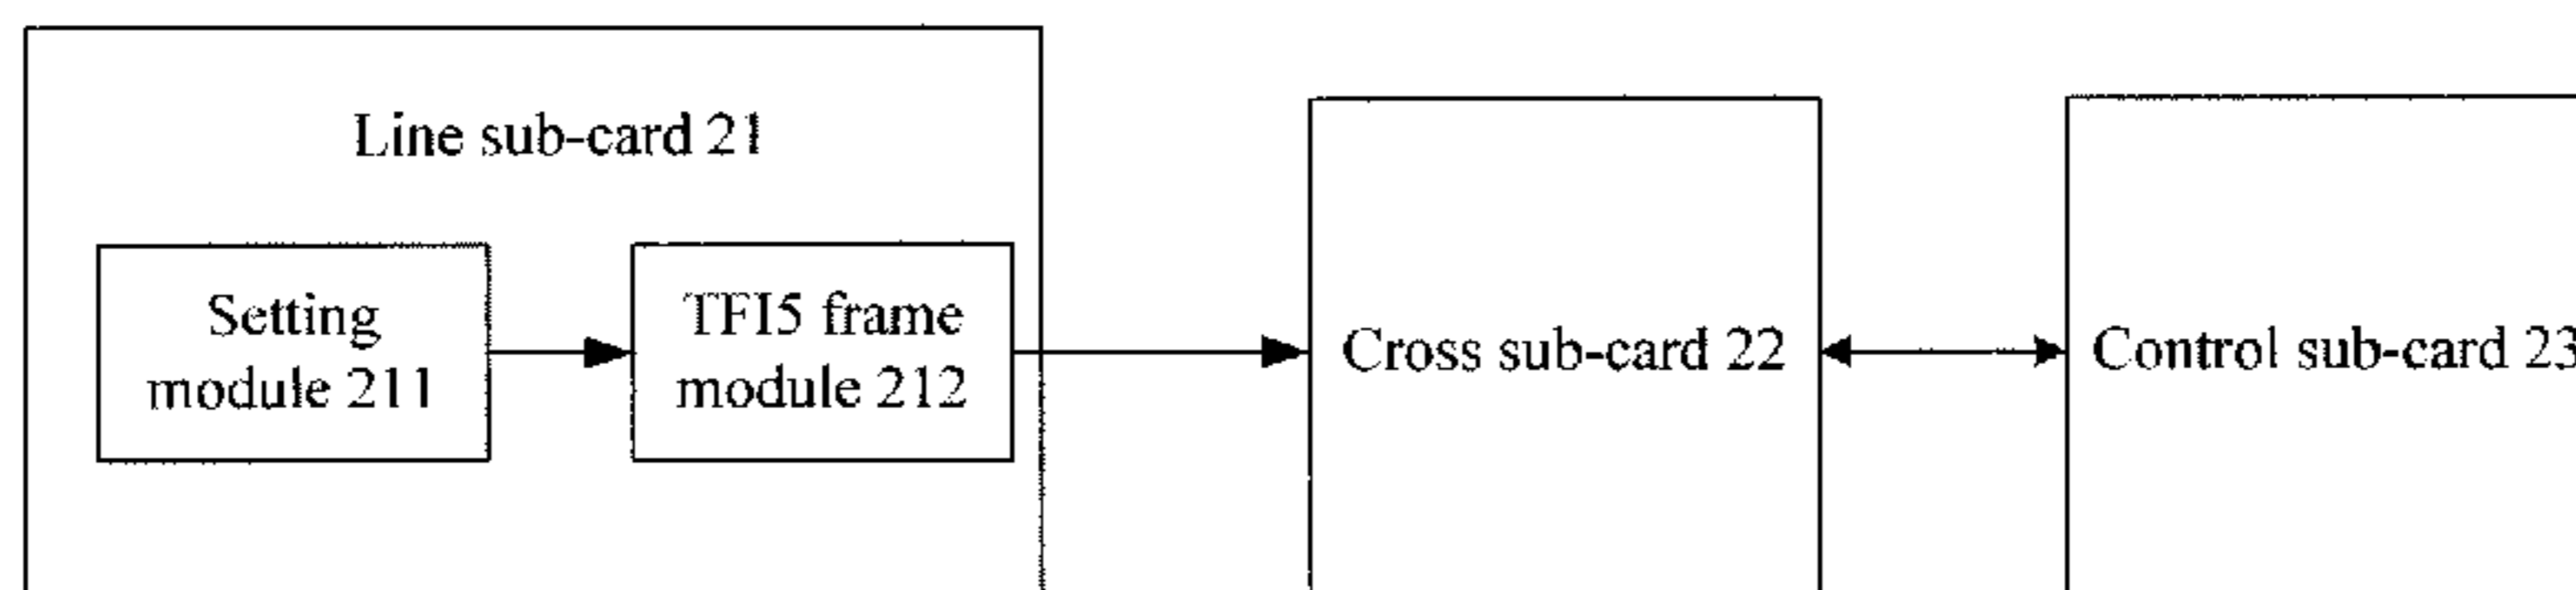 Line sub-card 21
Setting
module 211
TFI5 frame
module 212
Cross sub-card 22
Control sub-card 23